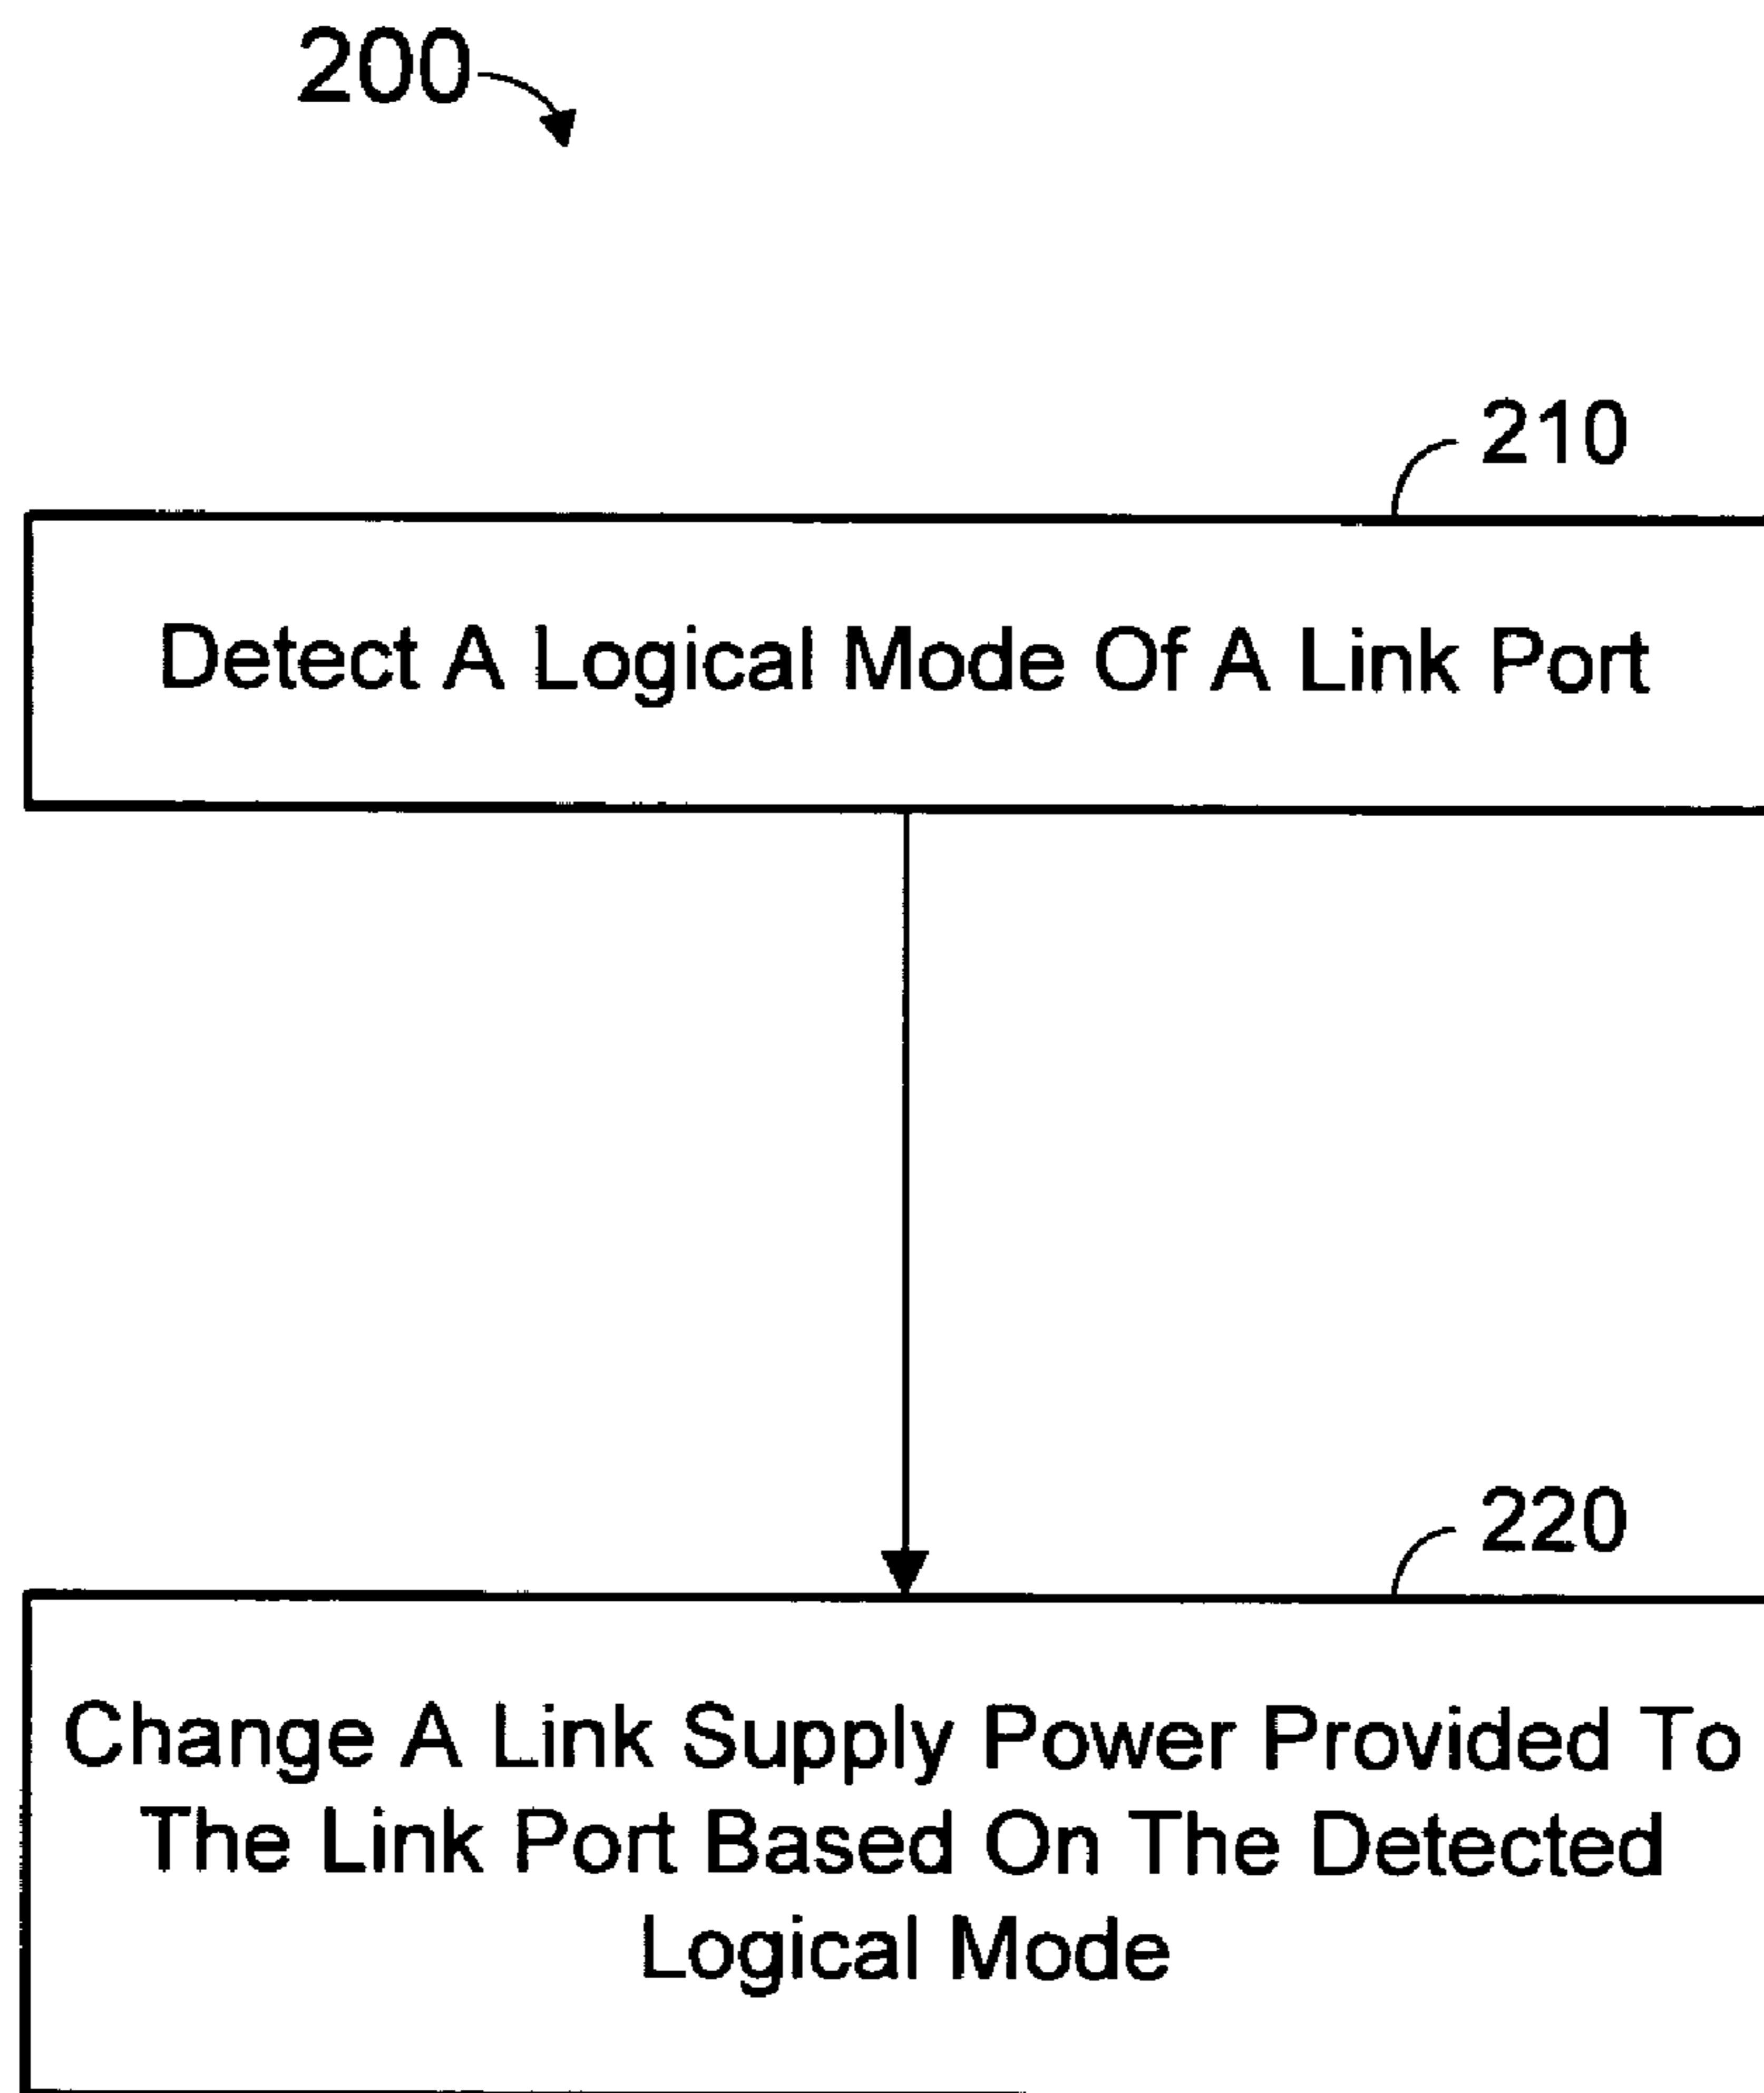 200
210
Detect A Logical Mode Of A Link Port
220
Change A Link Supply Power Provided To
The Link Port Based On The Detected
Logical Mode